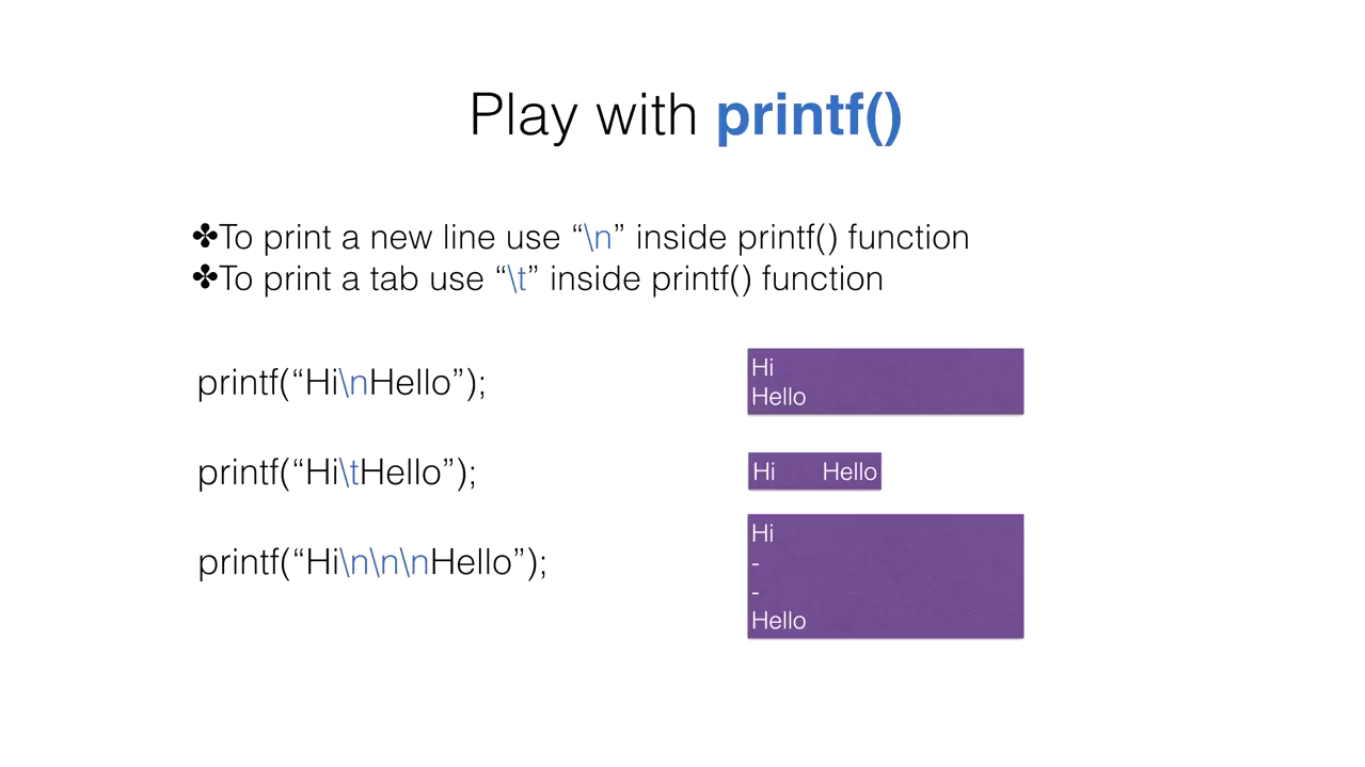 Play with printf()
✤To print a new line use “\n” inside printf() function
✤To print a tab use “\t” inside printf() function
printf(“Hi\nHello”);
Hi
Hello
printf(“Hi\tHello”);
Hi Hello
printf(“Hi\n\n\nHello”);
Hi
-
-
Hello